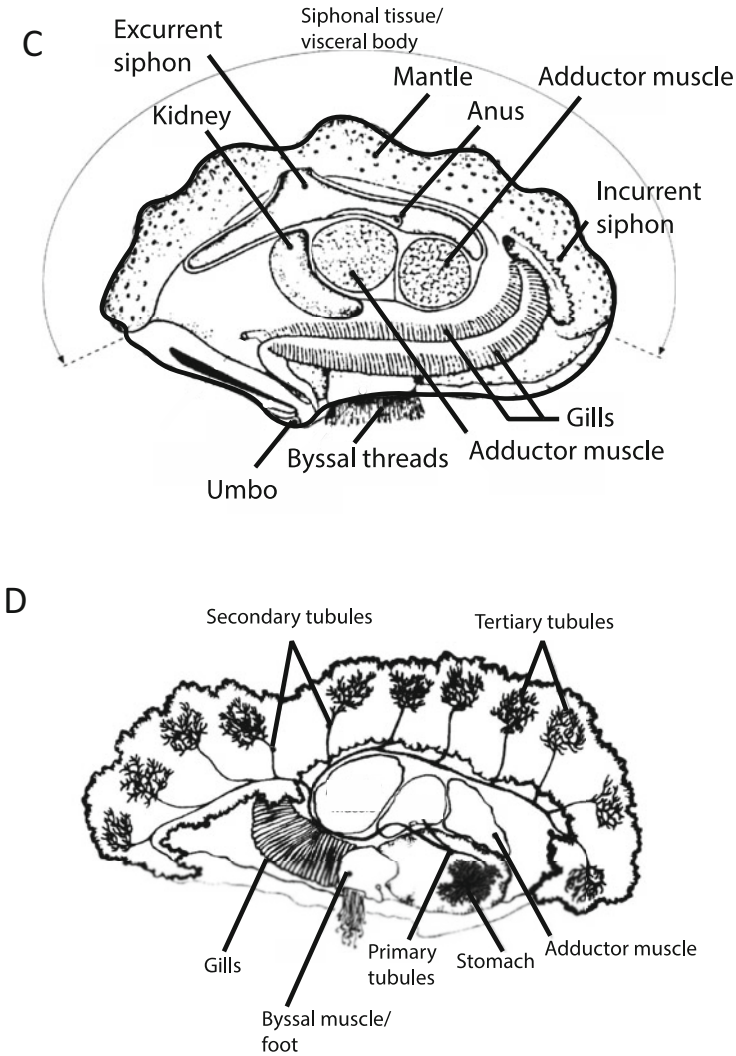 C
Siphonal tissue/
visceral body
Excurrent
siphon
Mantle
Adductor muscle
Kidney
Anus
Incurrent
siphon
Gills
Byssal threads
Adductor muscle
Umbo
D
Secondary tubules
Tertiary tubules
Gills
Primary
tubules
Stomach
Adductor muscle
Byssal muscle/
foot